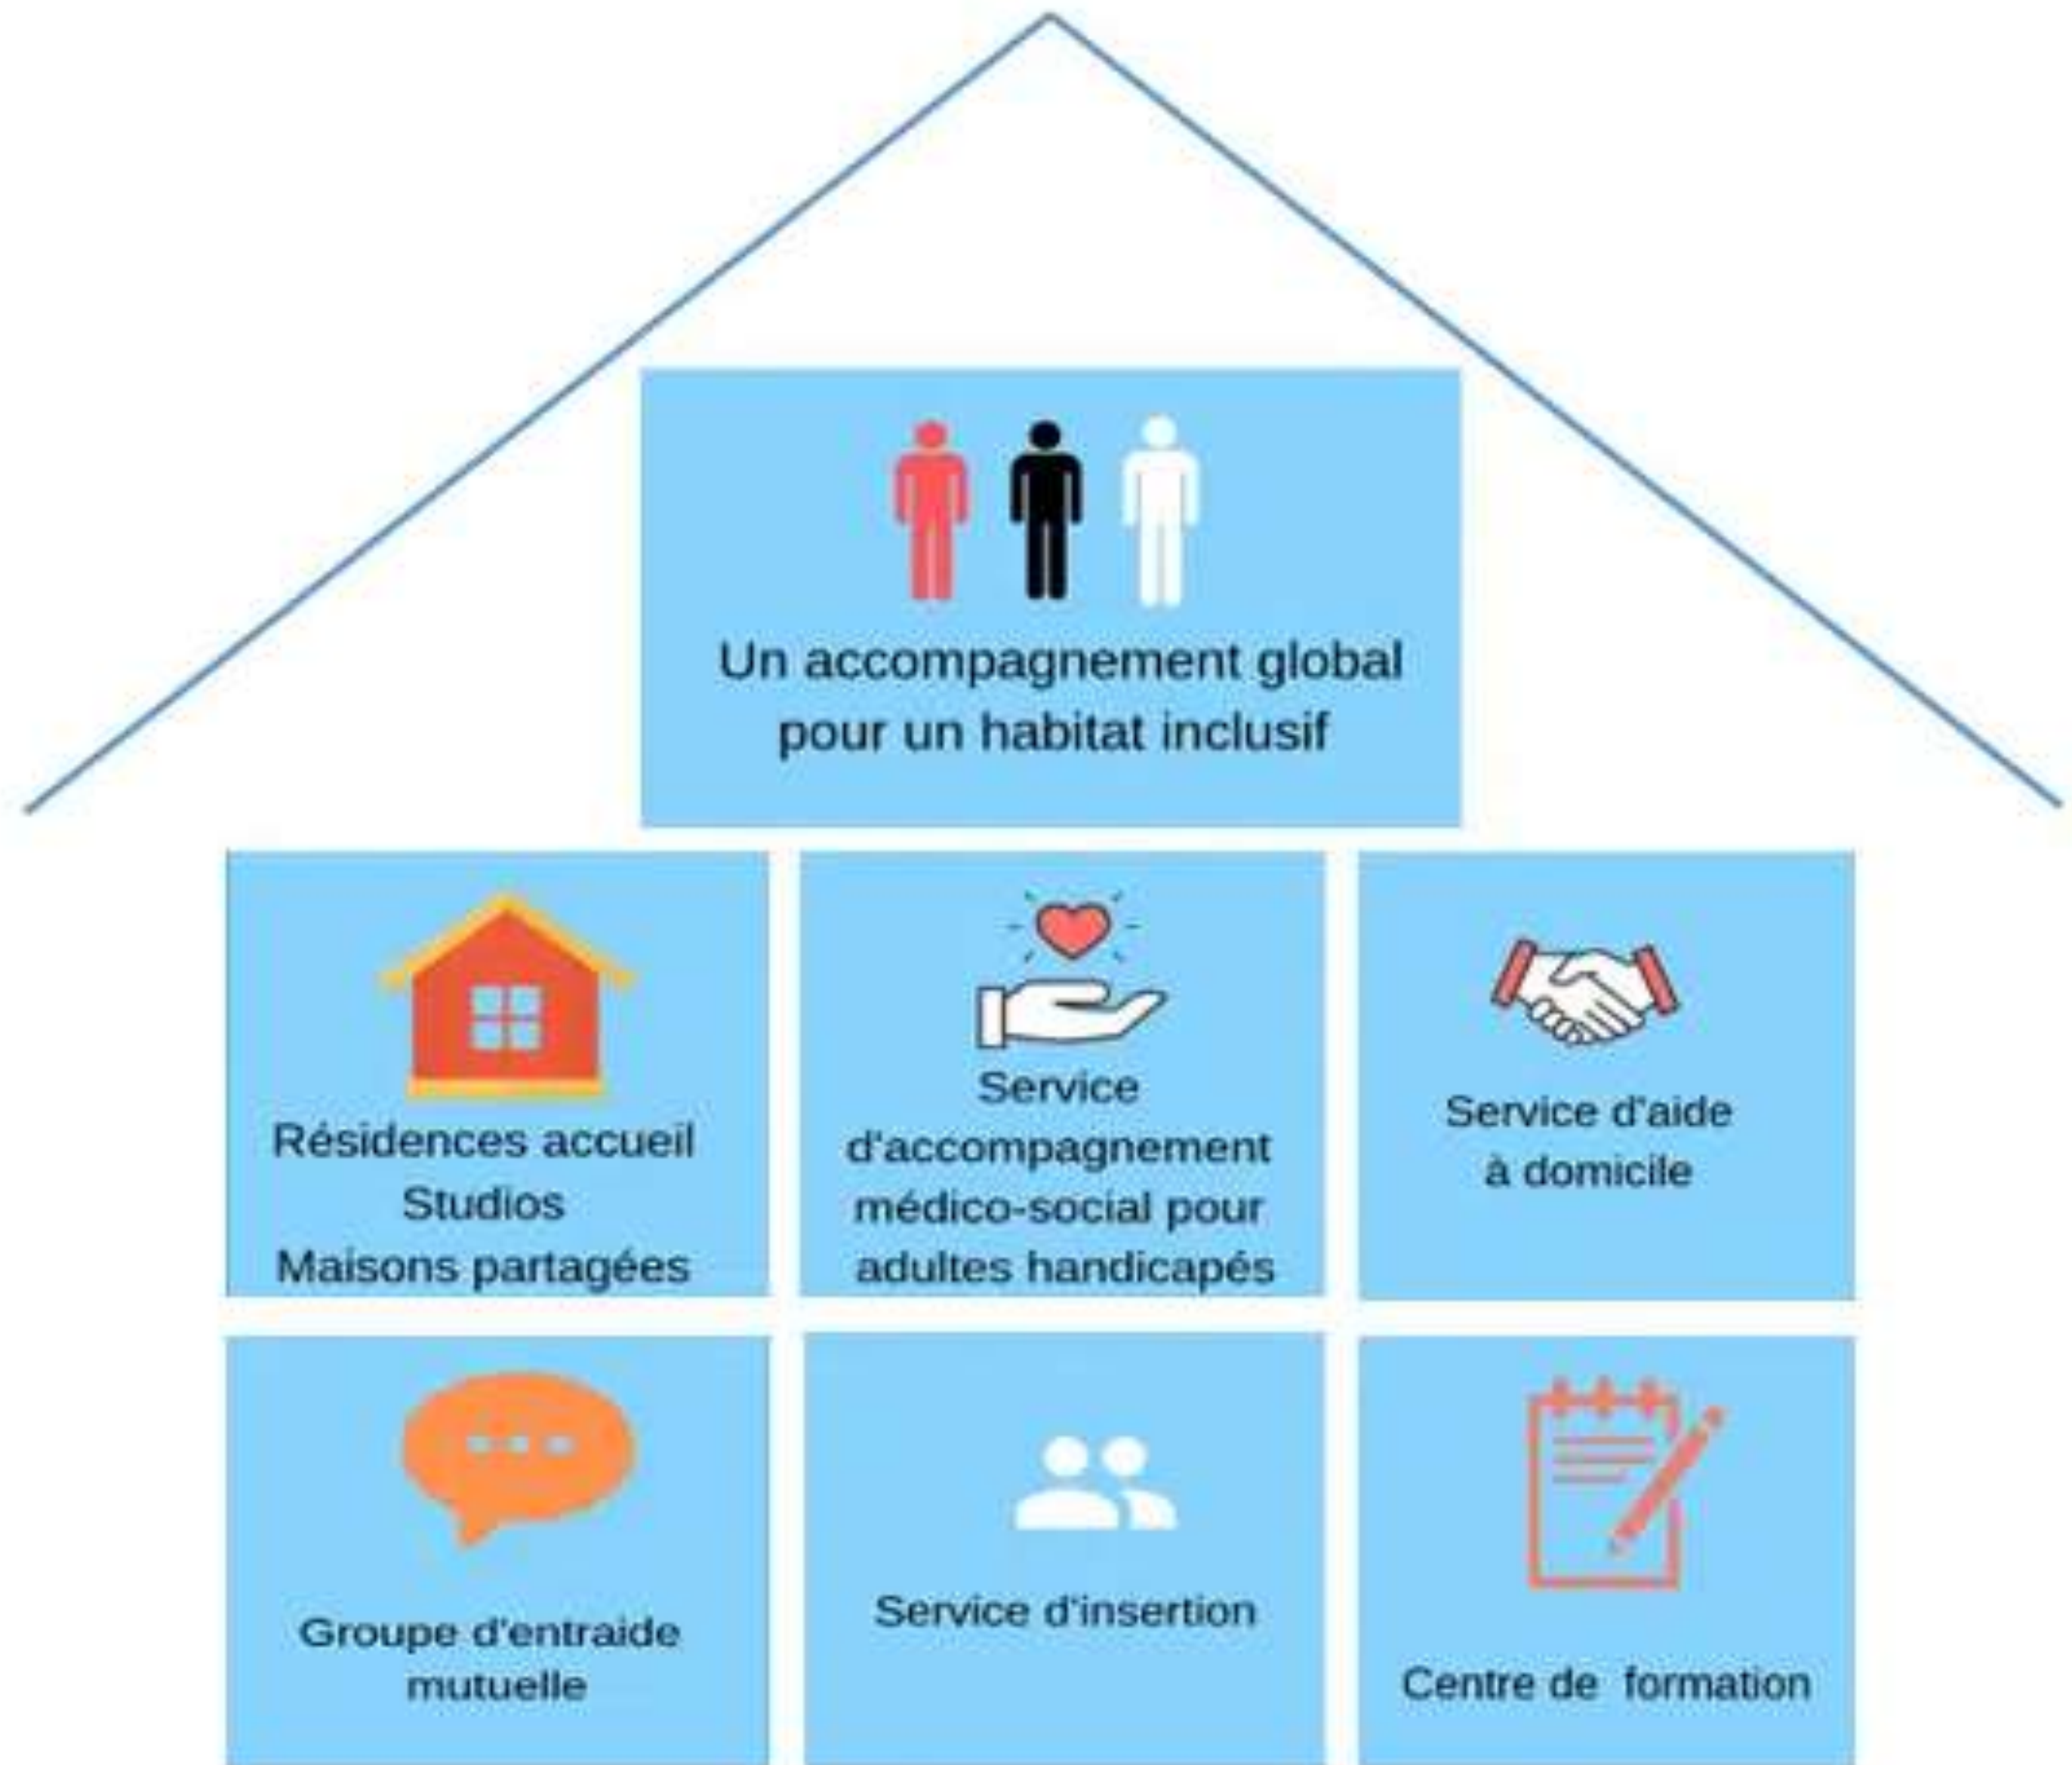 Un accompagnement global
pour un habitat inclusif
Résidences accueil
Studios
Maisons partagées
Service
d'accompagnement
médico-social pour
adultes handicapés
Service d'aide
à domicile
Groupe d'entraide
mutuelle
Service d'insertion
Centre de formation